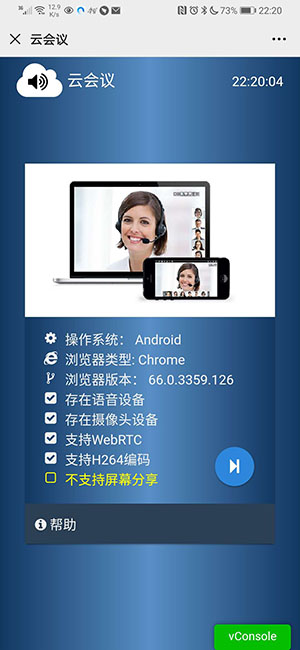 12.9
K/s
73%
22:20
云会议
云会议
22:20:04
操作系统： Android
浏览器类型: Chrome
浏览器版本： 66.0.3359.126
存在语音设备
存在摄像头设备
支持WebRTC
支持H264编码
不支持屏幕分享
帮助
vConsole